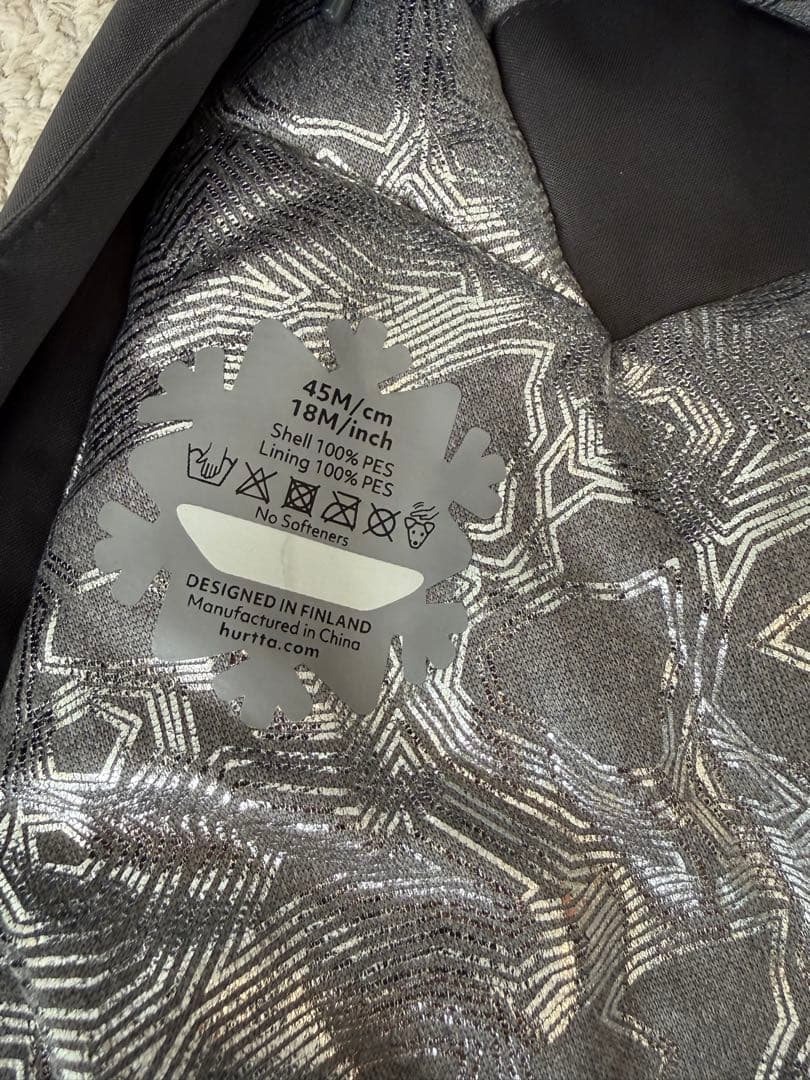 45M/cm
18M/inch
Shell 100% PES
Lining 100% PES
No Softeners
DESIGNED IN FINLAND
Manufactured in China
hurtta.com